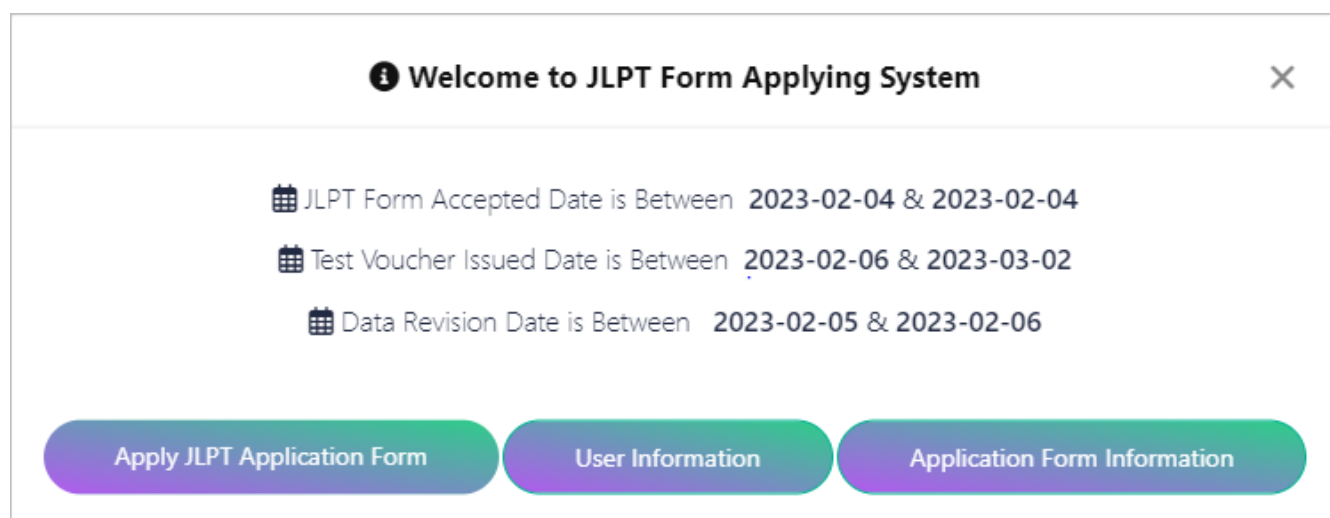 Welcome to JLPT Form Applying System
JLPT Form Accepted Date is Between 2023-02-04 & 2023-02-04
Test Voucher Issued Date is Between 2023-02-06 & 2023-03-02
Data Revision Date is Between 2023-02-05 & 2023-02-06
Apply JLPT Application Form User Information Application Form Information